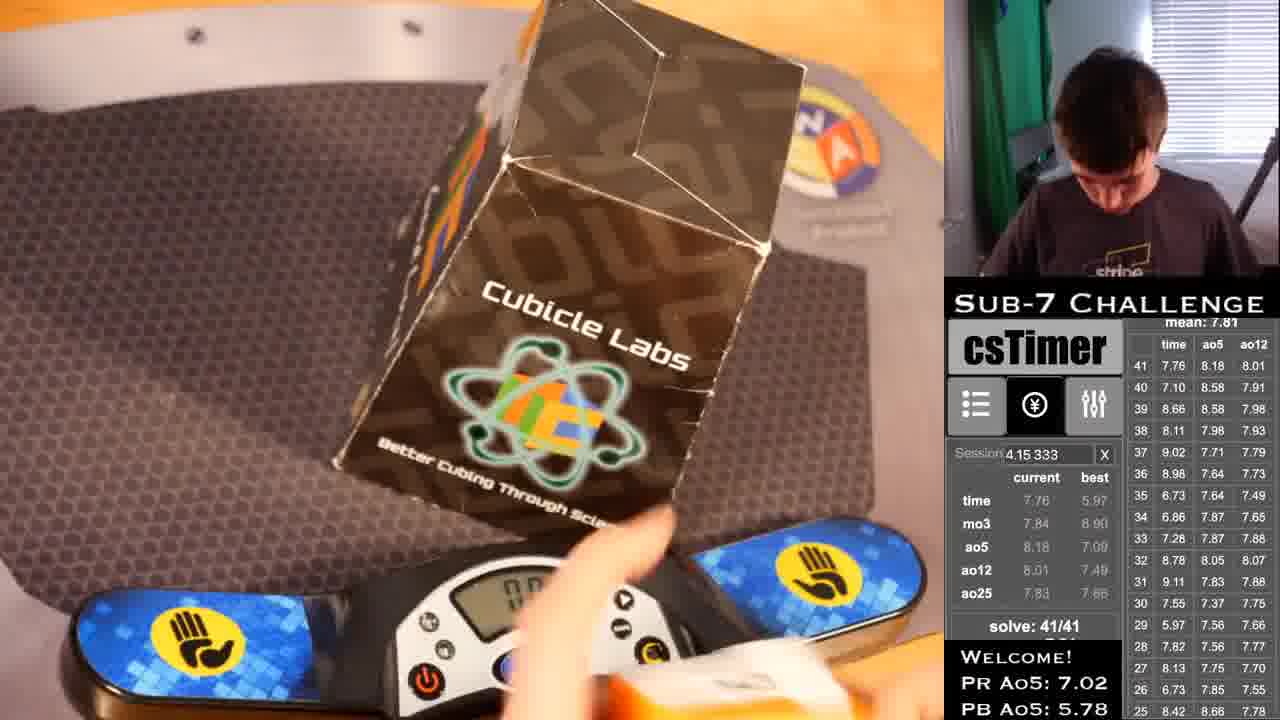 Cubicle Labs
Better Cubing Through
stripe
SUB-7 CHALLENGE
mean: 7.81
csTimer
time ao5 ao12
41 7.76 8.18 8.01
40 7.10 8.58 7.91
39 8.66 8.58 7.98
38 8.11 7.98 7.93
37 9.02 7.71 7.79
36 8.98 7.64 7.73
35 6.73 7.64 7.49
34 6.86 7.87 7.65
33 7.28 7.87 7.88
32 8.78 8.05 8.07
31 9.11 7.83 7.88
30 7.55 7.37 7.75
29 5.97 7.56 7.66
28 7.82 7.56 7.77
27 8.13 7.75 7.70
26 6.73 7.85 7.55
25 8.42 8.66 7.78
Session 4.15 333 X
current best
time 7.76 5.97
mo3 7.84 6.90
ao5 8.18 7.09
ao12 8.01 7.49
ao25 7.83 7.66
solve: 41/41
WELCOME!
PR AO5: 7.02
PB AO5: 5.78